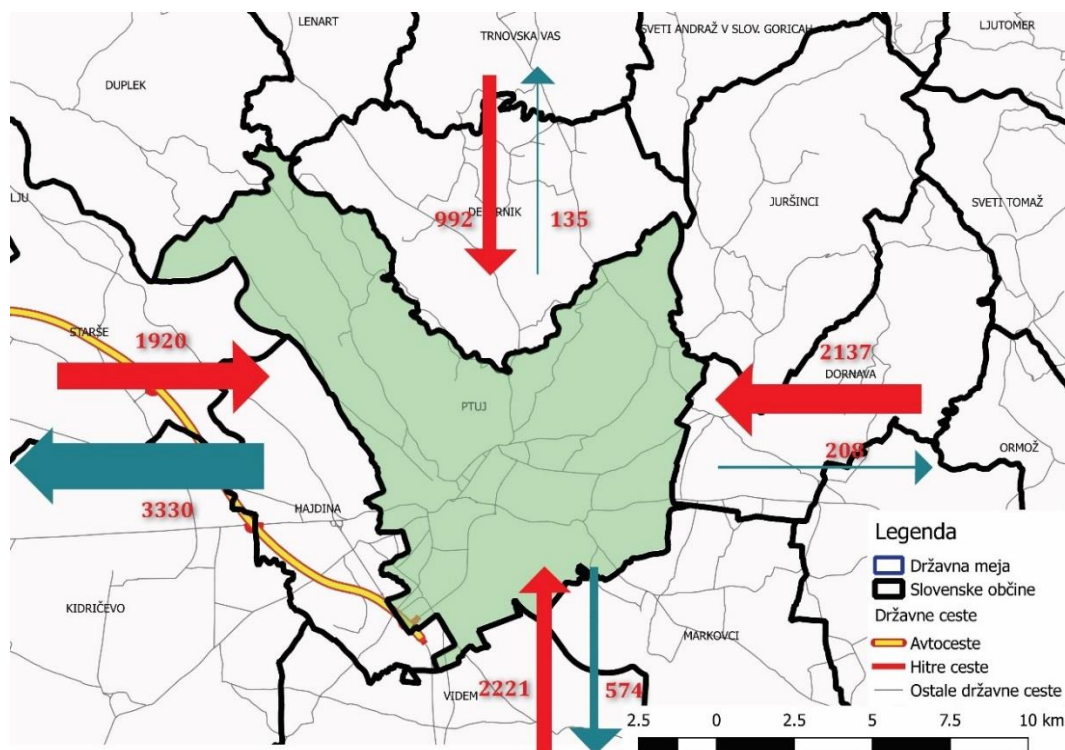 LENART
TRNOVSKA VAS
SVETI ANDRAŽ V SLOV. GORICAH
LJUTOMER
DUPLEK
LJU
992
135
JURŠINCI
SVETI TOMAŽ
STARŠE
1920
2137
DORNAVA
PTUJ
208
ORMOŽ
3330
HAJDINA
KIDRIČEVO
MARKOVCI
VIDEM
2221
574
Legenda
Državna meja
Slovenske občine
Državne ceste
Avtoceste
Hitre ceste
Ostale državne ceste
2.5 0 2.5 5 7.5 10 km